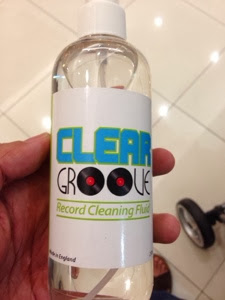 CLEAR
GROOVE
Record Cleaning Fluid
Made in England